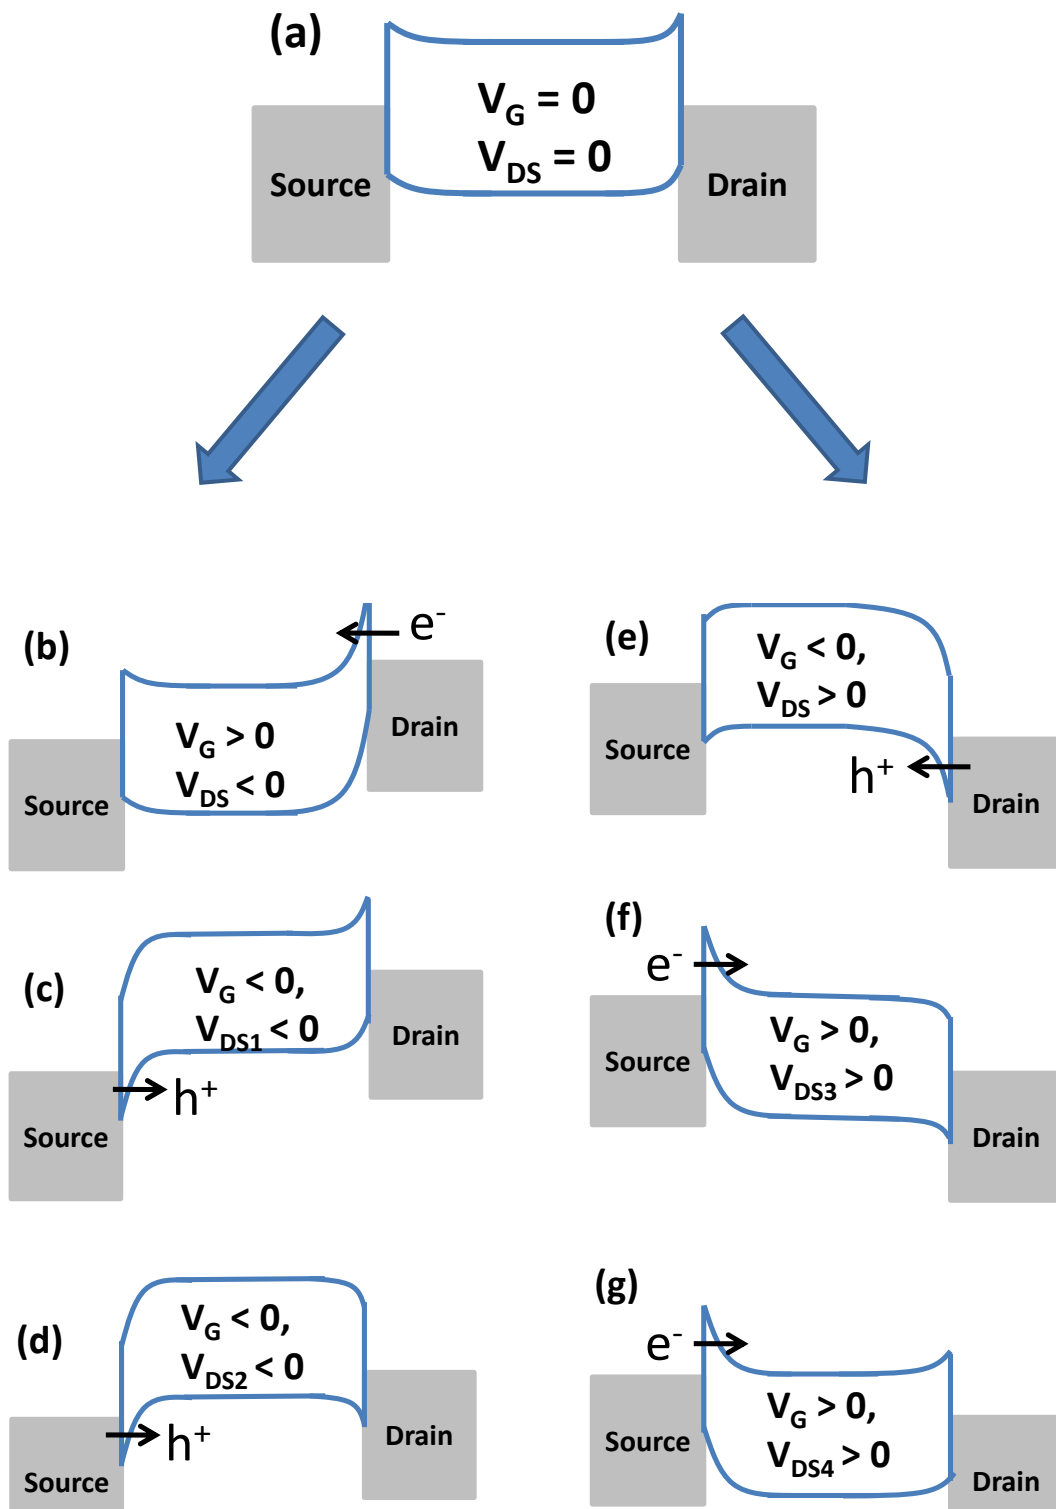 (a)
V_G = 0
V_DS = 0
Source
Drain
(b)
e⁻
V_G > 0
V_DS < 0
Source
Drain
(c)
V_G < 0,
V_DS1 < 0
h⁺
Source
Drain
(d)
V_G < 0,
V_DS2 < 0
h⁺
Source
Drain
(e)
V_G < 0,
V_DS > 0
Source
h⁺
Drain
(f)
e⁻
V_G > 0,
V_DS3 > 0
Source
Drain
(g)
e⁻
V_G > 0,
V_DS4 > 0
Source
Drain